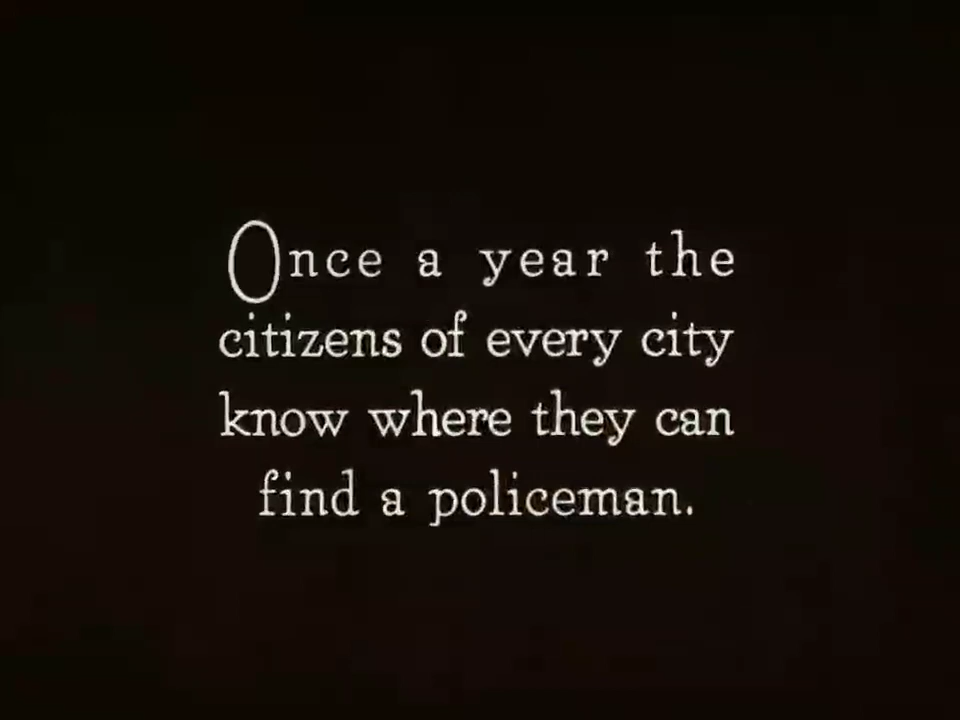 Once a year the
citizens of every city
know where they can
find a policeman.